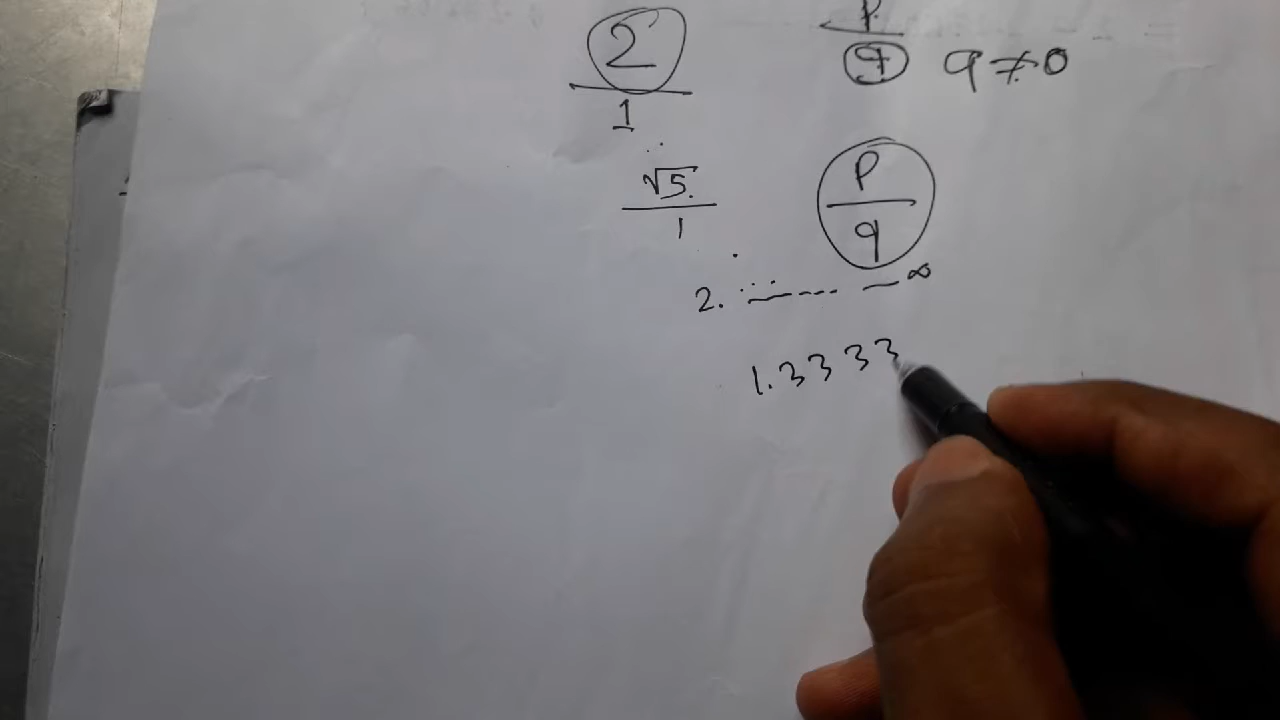 2/1
p/q q≠0
√5/1
p/q
2. ------- — ∞
1.3333